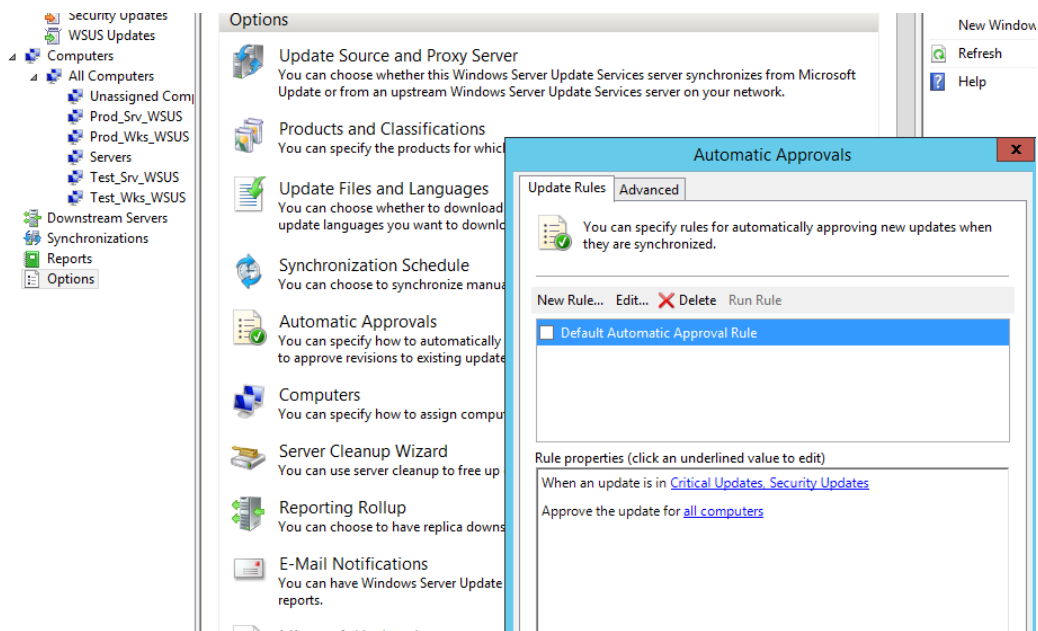 Security Updates
WSUS Updates
Computers
All Computers
Unassigned Com
Prod_Srv_WSUS
Prod_Wks_WSUS
Servers
Test_Srv_WSUS
Test_Wks_WSUS
Downstream Servers
Synchronizations
Reports
Options
Options
Update Source and Proxy Server
You can choose whether this Windows Server Update Services server synchronizes from Microsoft
Update or from an upstream Windows Server Update Services server on your network.
Products and Classifications
You can specify the products for which
Update Files and Languages
You can choose whether to download
update languages you want to downlo
Synchronization Schedule
You can choose to synchronize manua
Automatic Approvals
You can specify how to automatically
to approve revisions to existing update
Computers
You can specify how to assign compu
Server Cleanup Wizard
You can use server cleanup to free up
Reporting Rollup
You can choose to have replica downs
E-Mail Notifications
You can have Windows Server Update
reports.
New Window
Refresh
Help
Automatic Approvals
x
Update Rules Advanced
You can specify rules for automatically approving new updates when
they are synchronized.
New Rule... Edit... Delete Run Rule
Default Automatic Approval Rule
Rule properties (click an underlined value to edit)
When an update is in Critical Updates, Security Updates
Approve the update for all computers